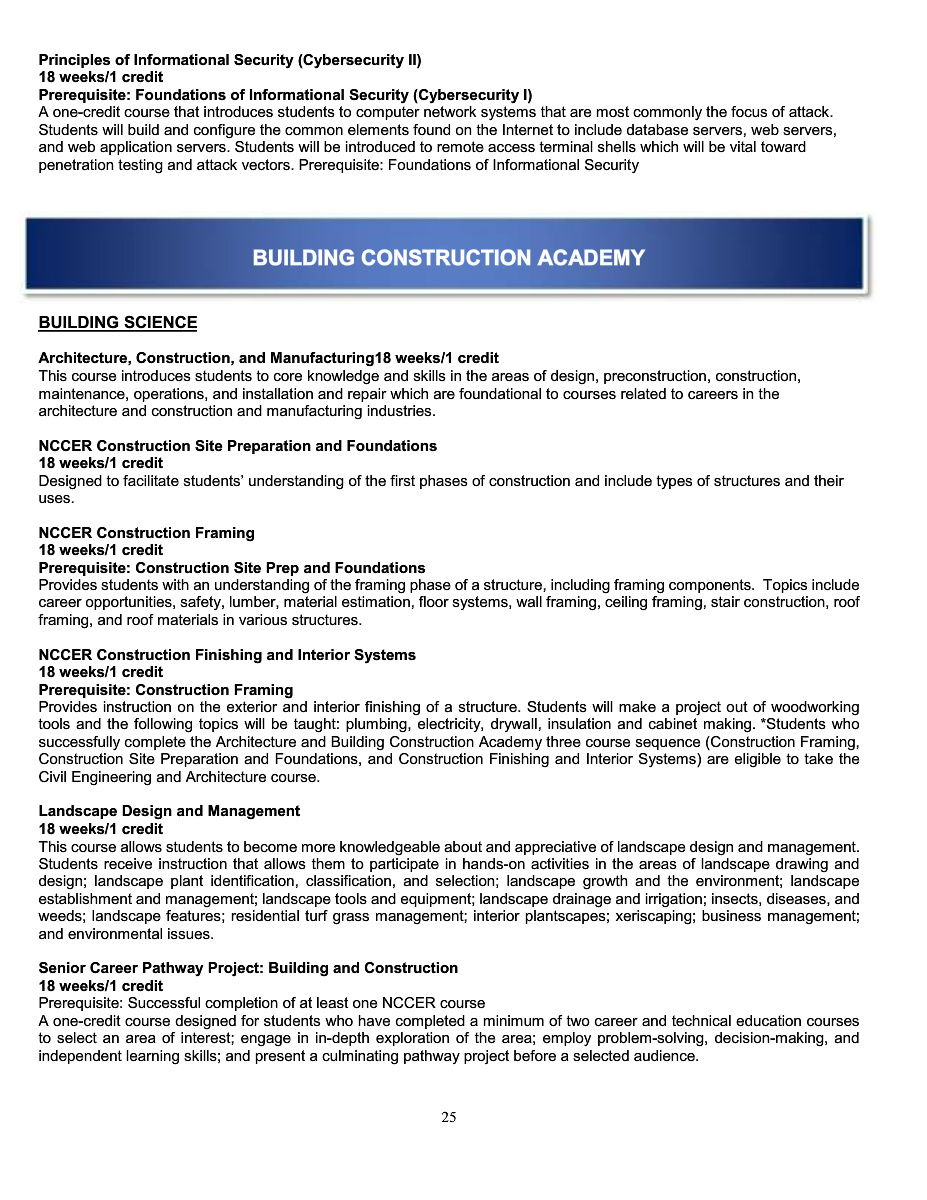 Principles of Informational Security (Cybersecurity II)
18 weeks/1 credit
Prerequisite: Foundations of Informational Security (Cybersecurity I)
A one-credit course that introduces students to computer network systems that are most commonly the focus of attack.
Students will build and configure the common elements found on the Internet to include database servers, web servers,
and web application servers. Students will be introduced to remote access terminal shells which will be vital toward
penetration testing and attack vectors. Prerequisite: Foundations of Informational Security
BUILDING CONSTRUCTION ACADEMY
BUILDING SCIENCE
Architecture, Construction, and Manufacturing18 weeks/1 credit
This course introduces students to core knowledge and skills in the areas of design, preconstruction, construction,
maintenance, operations, and installation and repair which are foundational to courses related to careers in the
architecture and construction and manufacturing industries.
NCCER Construction Site Preparation and Foundations
18 weeks/1 credit
Designed to facilitate students’ understanding of the first phases of construction and include types of structures and their
uses.
NCCER Construction Framing
18 weeks/1 credit
Prerequisite: Construction Site Prep and Foundations
Provides students with an understanding of the framing phase of a structure, including framing components.  Topics include
career opportunities, safety, lumber, material estimation, floor systems, wall framing, ceiling framing, stair construction, roof
framing, and roof materials in various structures.
NCCER Construction Finishing and Interior Systems
18 weeks/1 credit
Prerequisite: Construction Framing
Provides instruction on the exterior and interior finishing of a structure. Students will make a project out of woodworking
tools and the following topics will be taught: plumbing, electricity, drywall, insulation and cabinet making. *Students who
successfully complete the Architecture and Building Construction Academy three course sequence (Construction Framing,
Construction Site Preparation and Foundations, and Construction Finishing and Interior Systems) are eligible to take the
Civil Engineering and Architecture course.
Landscape Design and Management
18 weeks/1 credit
This course allows students to become more knowledgeable about and appreciative of landscape design and management.
Students receive instruction that allows them to participate in hands-on activities in the areas of landscape drawing and
design; landscape plant identification, classification, and selection; landscape growth and the environment; landscape
establishment and management; landscape tools and equipment; landscape drainage and irrigation; insects, diseases, and
weeds; landscape features; residential turf grass management; interior plantscapes; xeriscaping; business management;
and environmental issues.
Senior Career Pathway Project: Building and Construction
18 weeks/1 credit
Prerequisite: Successful completion of at least one NCCER course
A one-credit course designed for students who have completed a minimum of two career and technical education courses
to select an area of interest; engage in in-depth exploration of the area; employ problem-solving, decision-making, and
independent learning skills; and present a culminating pathway project before a selected audience.
25